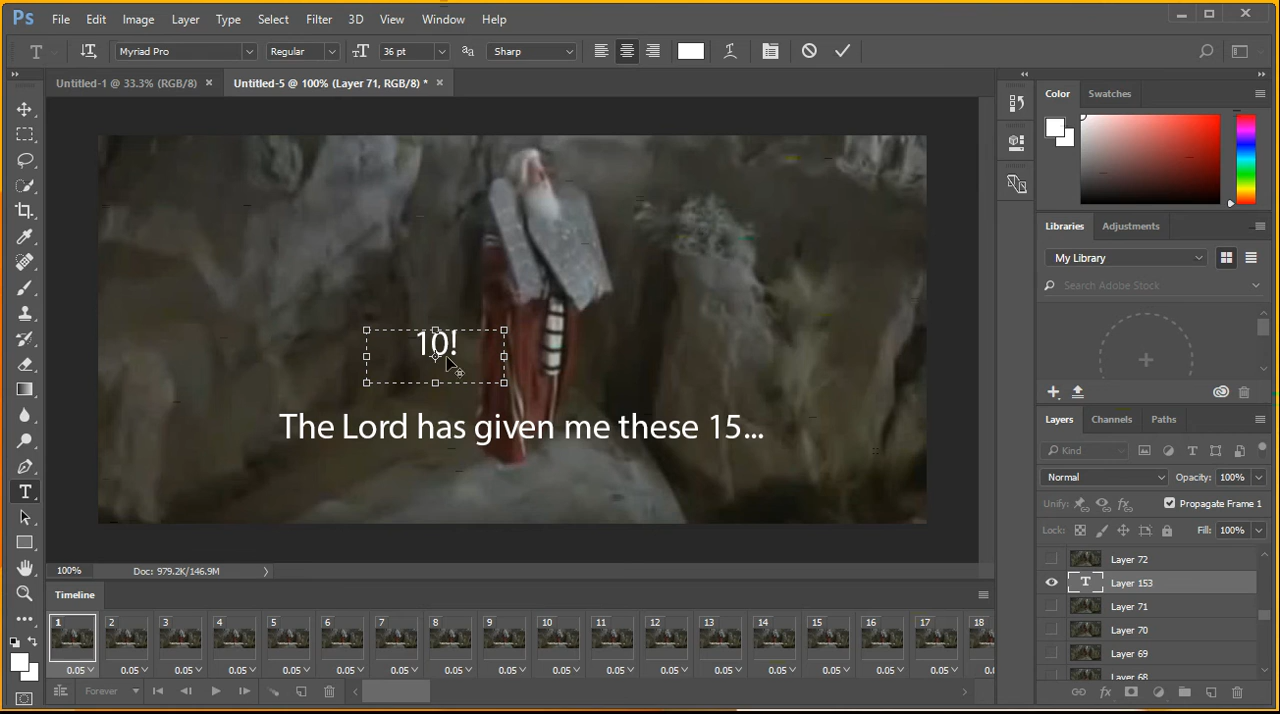 Ps File Edit Image Layer Type Select Filter 3D View Window Help
T Myriad Pro Regular 36 pt Sharp
Untitled-1 @ 33.3% (RGB/8) × Untitled-5 @ 100% (Layer 71, RGB/8) * ×
Color Swatches
Libraries Adjustments
My Library
Search Adobe Stock
10!
The Lord has given me these 15...
Layers Channels Paths
Kind
Normal Opacity: 100%
Unify: Propagate Frame 1
Lock: Fill: 100%
Layer 72
T Layer 153
Layer 71
Layer 70
Layer 69
Layer 68
100% Doc: 979.2K/146.9M
Timeline
1 2 3 4 5 6 7 8 9 10 11 12 13 14 15 16 17 18
0.05 0.05 0.05 0.05 0.05 0.05 0.05 0.05 0.05 0.05 0.05 0.05 0.05 0.05 0.05 0.05 0.05 0.0
Forever